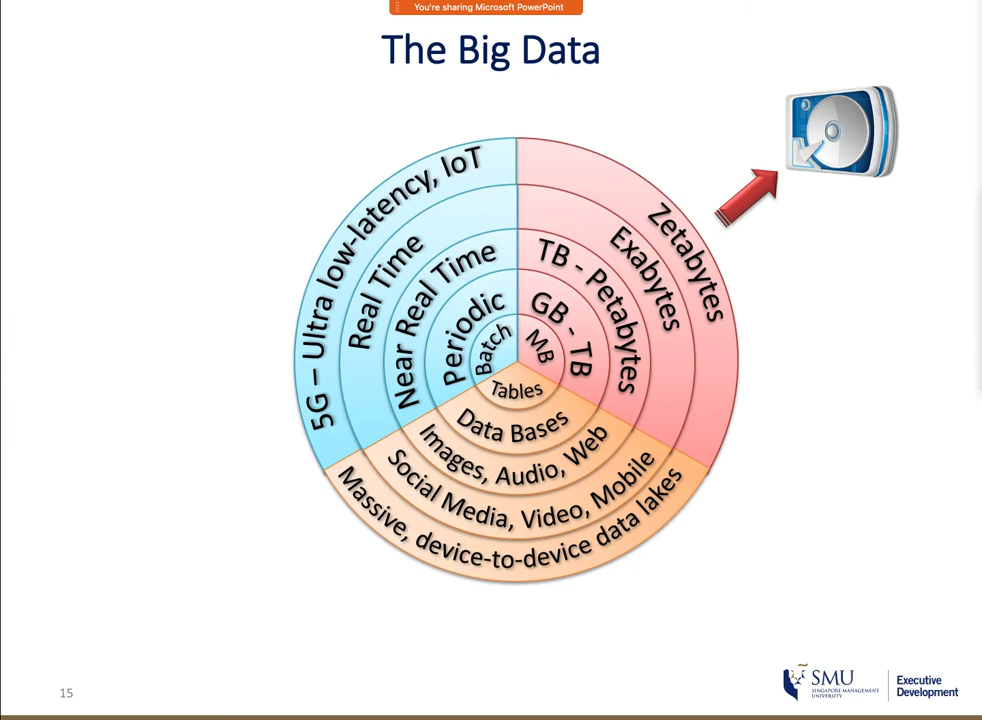 You're sharing Microsoft PowerPoint
The Big Data
5G – Ultra low-latency, IoT
Real Time
Near Real Time
Periodic
Batch
Zetabytes
Exabytes
TB - Petabytes
GB - TB
MB
Tables
Data Bases
Images, Audio, Web
Social Media, Video, Mobile
Massive, device-to-device data lakes
15
SMU
SINGAPORE MANAGEMENT
UNIVERSITY
Executive
Development